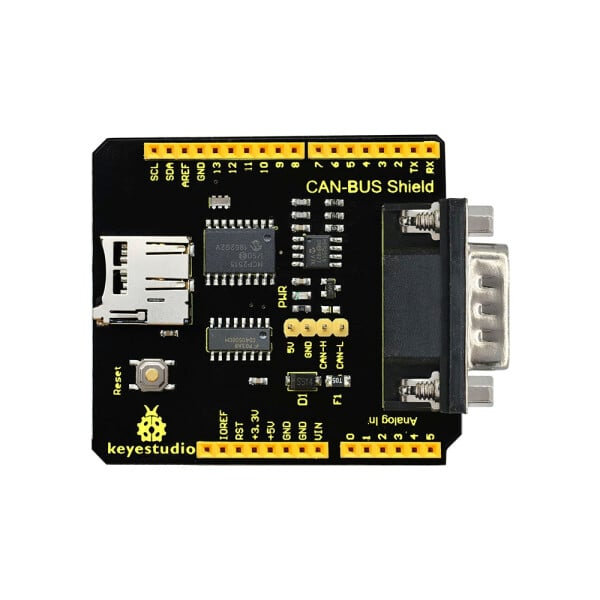 SCL
SDA
AREF
GND
13
12
11
10
9
8
7
6
5
4
3
2
TX
RX
CAN-BUS Shield
MCP2515
PWR
5V
GND
CAN-H
CAN-L
Reset
SS14
D1
F1
Analog In
keyestudio
IOREF
RST
+3.3V
+5V
GND
GND
VIN
0
1
2
3
4
5